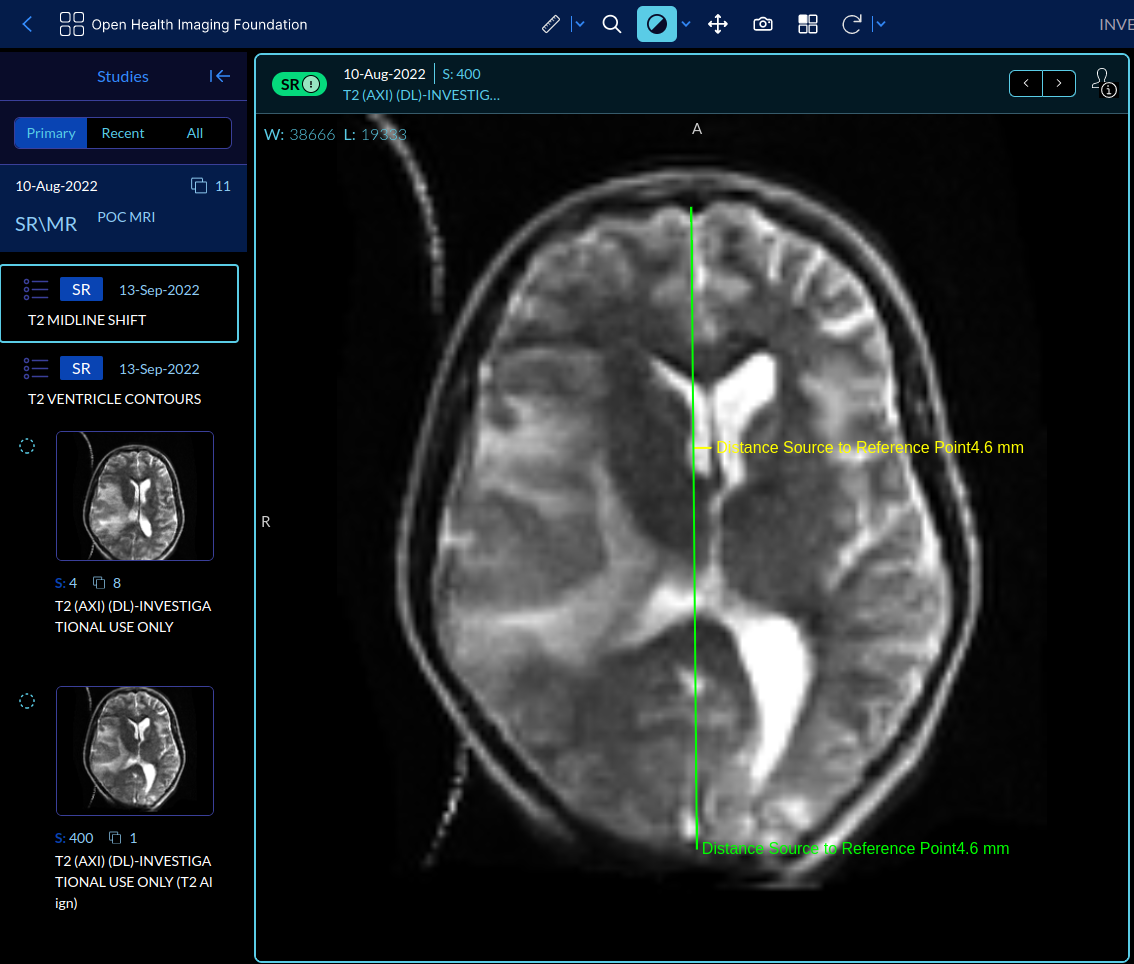 Open Health Imaging Foundation
INVE
Studies
Primary Recent All
10-Aug-2022 11
SR\MR POC MRI
SR 13-Sep-2022
T2 MIDLINE SHIFT
SR 13-Sep-2022
T2 VENTRICLE CONTOURS
S: 4 8
T2 (AXI) (DL)-INVESTIGA
TIONAL USE ONLY
S: 400 1
T2 (AXI) (DL)-INVESTIGA
TIONAL USE ONLY (T2 Al
ign)
SR 10-Aug-2022 S: 400
T2 (AXI) (DL)-INVESTIG...
W: 38666 L: 19333
A
R
Distance Source to Reference Point4.6 mm
Distance Source to Reference Point4.6 mm